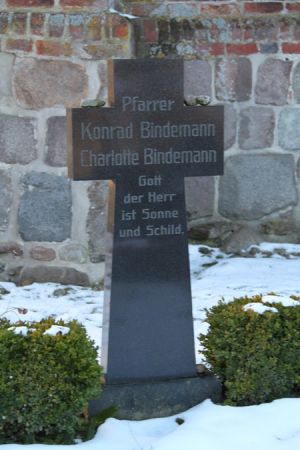 Pfarrer
Konrad Bindemann
Charlotte Bindemann
Gott
der Herr
ist Sonne
und Schild.